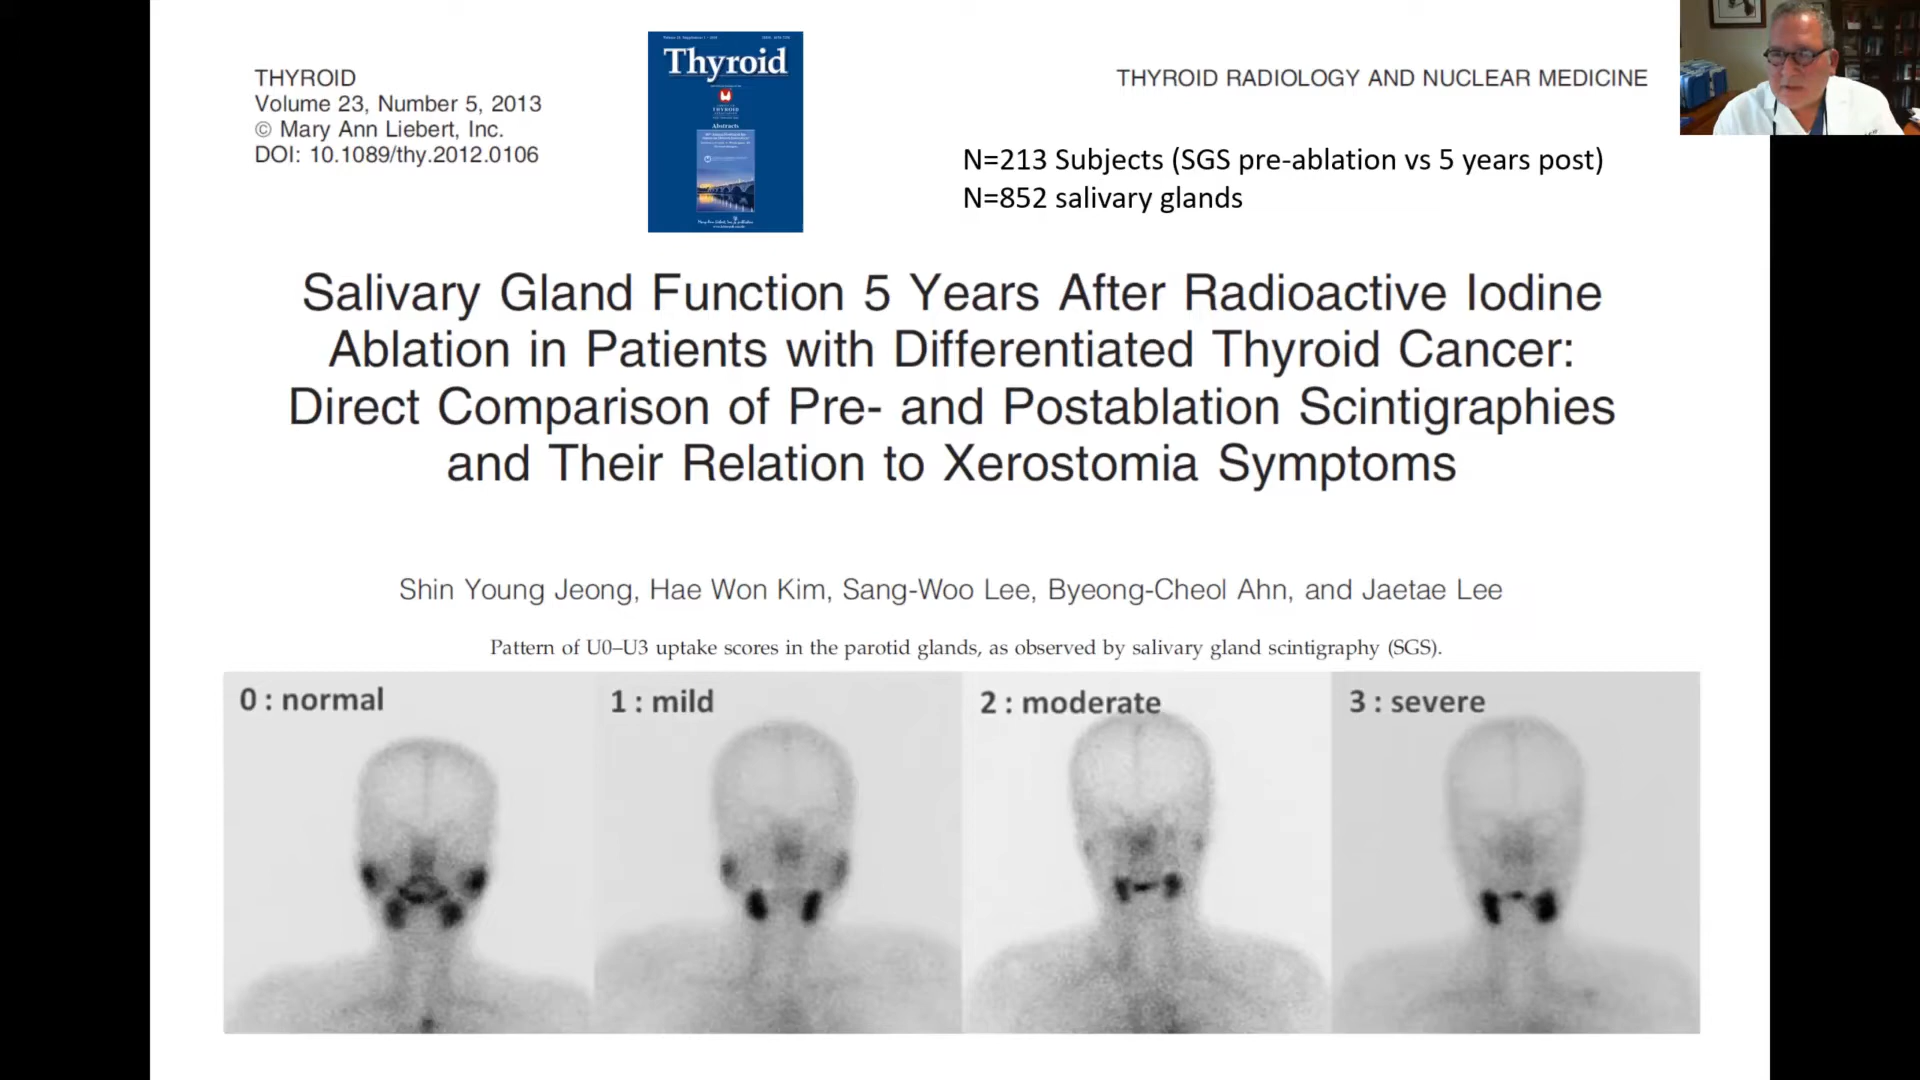 THYROID
Volume 23, Number 5, 2013
© Mary Ann Liebert, Inc.
DOI: 10.1089/thy.2012.0106
Thyroid
THYROID
Abstracts
THYROID RADIOLOGY AND NUCLEAR MEDICINE
N=213 Subjects (SGS pre-ablation vs 5 years post)
N=852 salivary glands
Salivary Gland Function 5 Years After Radioactive Iodine
Ablation in Patients with Differentiated Thyroid Cancer:
Direct Comparison of Pre- and Postablation Scintigraphies
and Their Relation to Xerostomia Symptoms
Shin Young Jeong, Hae Won Kim, Sang-Woo Lee, Byeong-Cheol Ahn, and Jaetae Lee
Pattern of U0–U3 uptake scores in the parotid glands, as observed by salivary gland scintigraphy (SGS).
0 : normal
1 : mild
2 : moderate
3 : severe